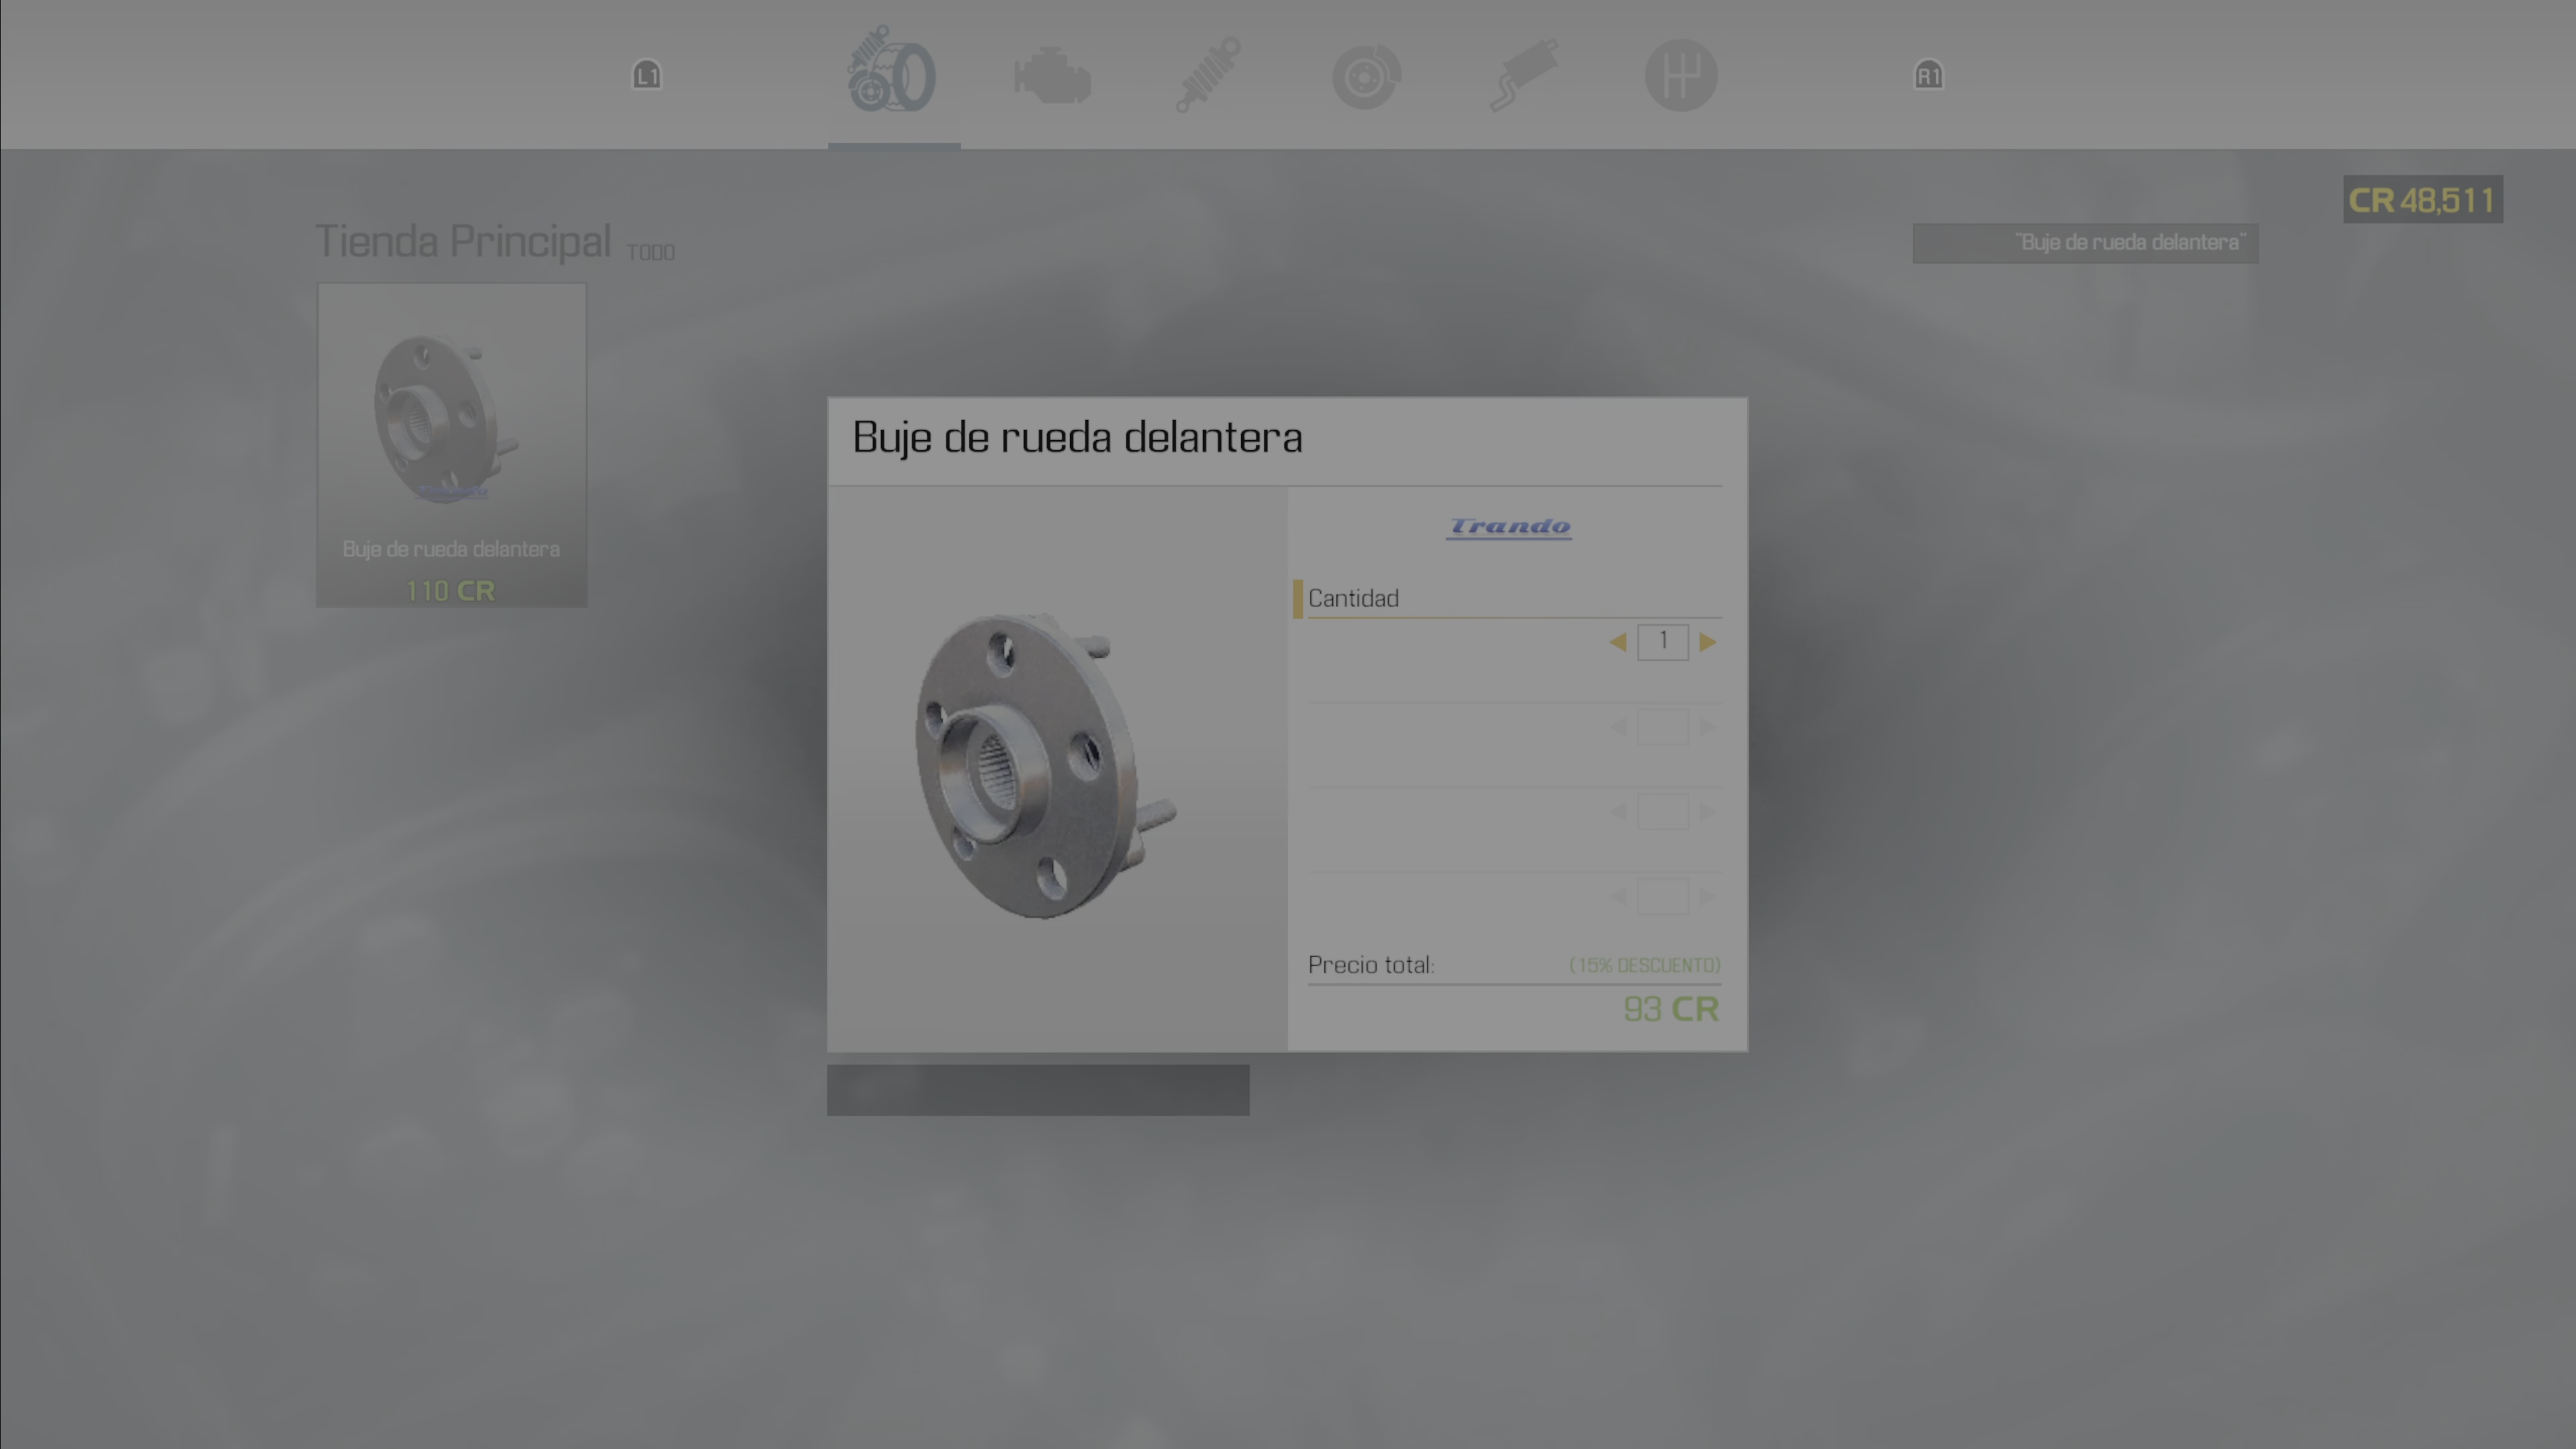 L1
R1
CR 48,511
Tienda Principal TODO
"Buje de rueda delantera"
Trando
Buje de rueda delantera
110 CR
Buje de rueda delantera
Trando
Cantidad
1
Precio total: (15% DESCUENTO)
93 CR